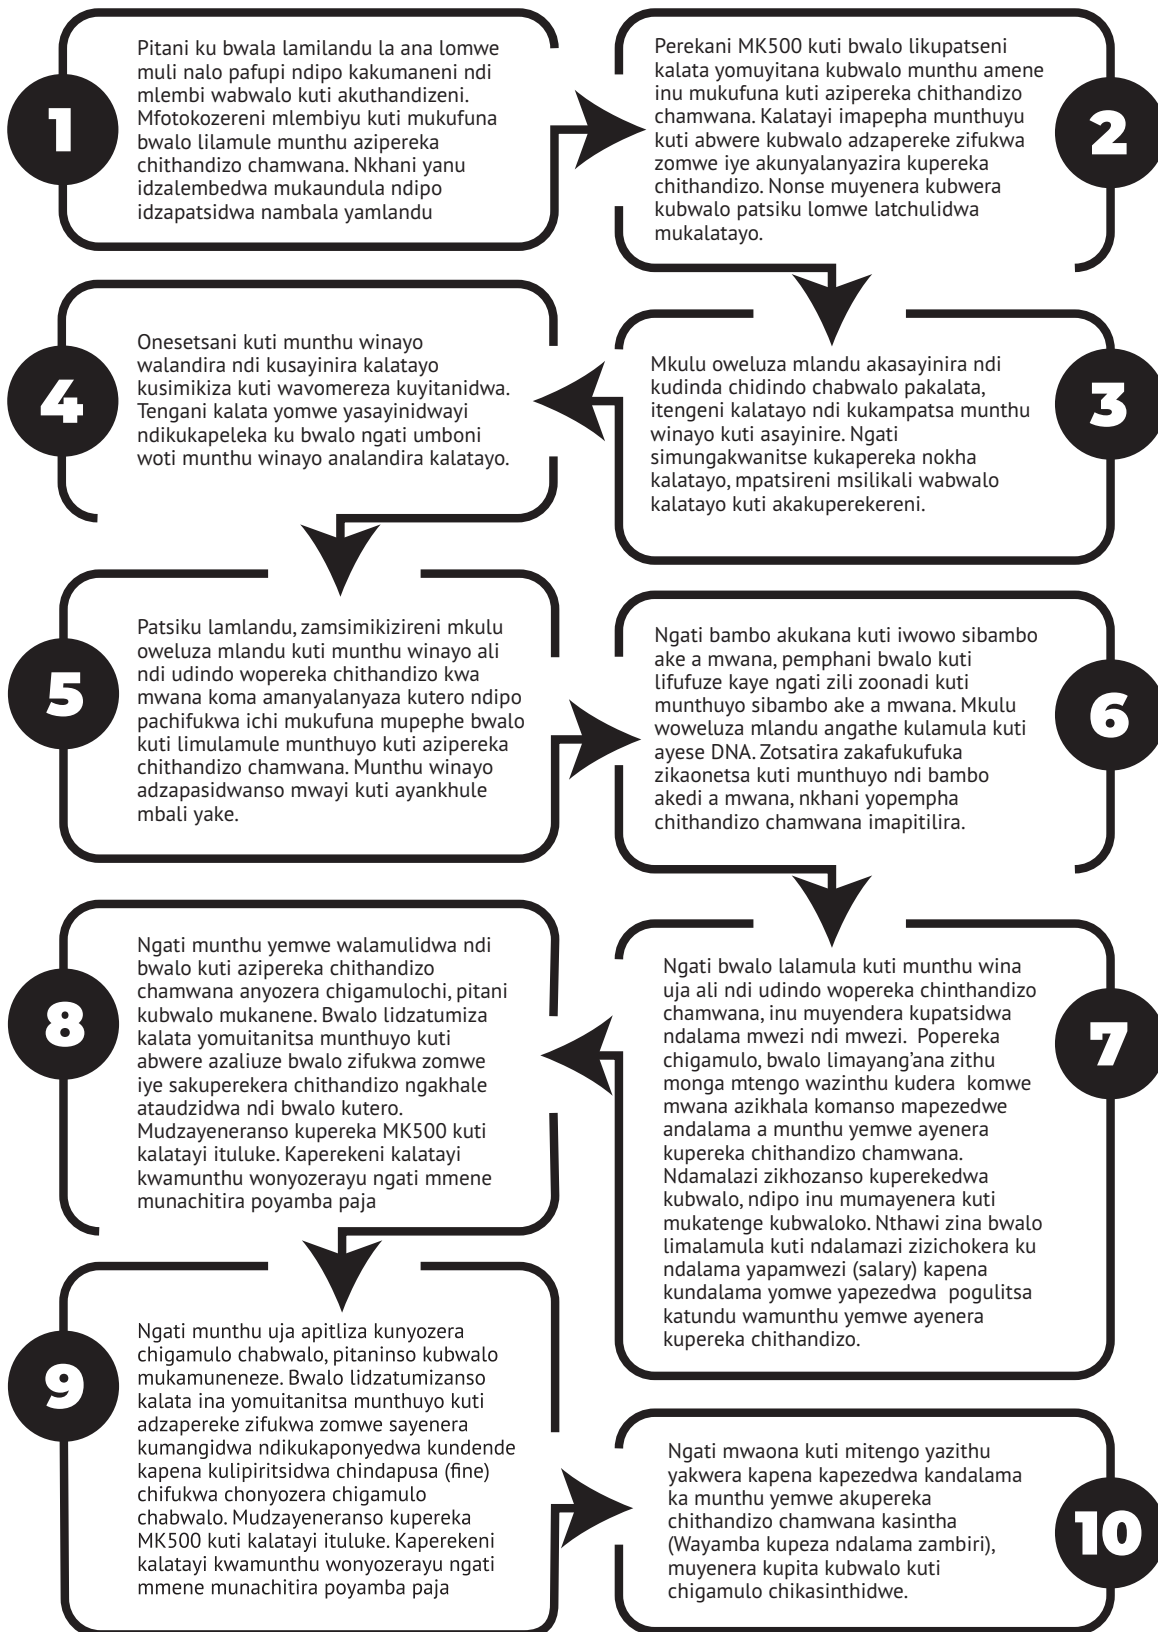 1
Pitani ku bwala lamilandu la ana lomwe
muli nalo pafupi ndipo kakumaneni ndi
mlembi wabwalo kuti akuthandizeni.
Mfotokozereni mlembiyu kuti mukufuna
bwalo lilamule munthu azipereka
chithandizo chamwana. Nkhani yanu
idzalembedwa mukaundula ndipo
idzapatsidwa nambala yamlandu
2
Perekani MK500 kuti bwalo likupatseni
kalata yomuyitana kubwalo munthu amene
inu mukufuna kuti azipereka chithandizo
chamwana. Kalatayi imapepha munthuyu
kuti abwere kubwalo adzapereke zifukwa
zomwe iye akunyalanyazira kupereka
chithandizo. Nonse muyenera kubwera
kubwalo patsiku lomwe latchulidwa
mukalatayo.
3
Mkulu oweluza mlandu akasayinira ndi
kudinda chidindo chabwalo pakalata,
itengeni kalatayo ndi kukampatsa munthu
winayo kuti asayinire. Ngati
simungakwanitse kukapereka nokha
kalatayo, mpatsireni msilikali wabwalo
kalatayo kuti akakuperekereni.
4
Onesetsani kuti munthu winayo
walandira ndi kusayinira kalatayo
kusimikiza kuti wavomereza kuyitanidwa.
Tengani kalata yomwe yasayinidwayi
ndikukapeleka ku bwalo ngati umboni
woti munthu winayo analandira kalatayo.
5
Patsiku lamlandu, zamsimikizireni mkulu
oweluza mlandu kuti munthu winayo ali
ndi udindo wopereka chithandizo kwa
mwana koma amanyalanyaza kutero ndipo
pachifukwa ichi mukufuna mupephe bwalo
kuti limulamule munthuyo kuti azipereka
chithandizo chamwana. Munthu winayo
adzapasidwanso mwayi kuti ayankhule
mbali yake.
6
Ngati bambo akukana kuti iwowo sibambo
ake a mwana, pemphani bwalo kuti
lifufuze kaye ngati zili zoonadi kuti
munthuyo sibambo ake a mwana. Mkulu
woweluza mlandu angathe kulamula kuti
ayese DNA. Zotsatira zakafukufuka
zikaonetsa kuti munthuyo ndi bambo
akedi a mwana, nkhani yopempha
chithandizo chamwana imapitilira.
7
Ngati bwalo lalamula kuti munthu wina
uja ali ndi udindo wopereka chinthandizo
chamwana, inu muyendera kupatsidwa
ndalama mwezi ndi mwezi. Popereka
chigamulo, bwalo limayang'ana zithu
monga mtengo wazinthu kudera komwe
mwana azikhala komanso mapezedwe
andalama a munthu yemwe ayenera
kupereka chithandizo chamwana.
Ndamalazi zikhozanso kuperekedwa
kubwalo, ndipo inu mumayenera kuti
mukatenge kubwaloko. Nthawi zina bwalo
limalamula kuti ndalamazi zizichokera ku
ndalama yapamwezi (salary) kapena
kundalama yomwe yapezedwa pogulitsa
katundu wamunthu yemwe ayenera
kupereka chithandizo.
8
Ngati munthu yemwe walamulidwa ndi
bwalo kuti azipereka chithandizo
chamwana anyozera chigamulochi, pitani
kubwalo mukanene. Bwalo lidzatumiza
kalata yomuitanitsa munthuyo kuti
abwere azaliuze bwalo zifukwa zomwe
iye sakuperekera chithandizo ngakhale
ataudzidwa ndi bwalo kutero.
Mudzayeneranso kupereka MK500 kuti
kalatayi ituluke. Kaperekeni kalatayi
kwamunthu wonyozerayu ngati mmene
munachitira poyamba paja
9
Ngati munthu uja apitliza kunyozera
chigamulo chabwalo, pitaninso kubwalo
mukamuneneze. Bwalo lidzatumizanso
kalata ina yomuitanitsa munthuyo kuti
adzapereke zifukwa zomwe sayenera
kumangidwa ndikukaponyedwa kundende
kapena kulipiritsidwa chindapusa (fine)
chifukwa chonyozera chigamulo
chabwalo. Mudzayeneranso kupereka
MK500 kuti kalatayi ituluke. Kaperekeni
kalatayi kwamunthu wonyozerayu ngati
mmene munachitira poyamba paja
10
Ngati mwaona kuti mitengo yazithu
yakwera kapena kapezedwa kandalama
ka munthu yemwe akupereka
chithandizo chamwana kasintha
(Wayamba kupeza ndalama zambiri),
muyenera kupita kubwalo kuti
chigamulo chikasinthidwe.